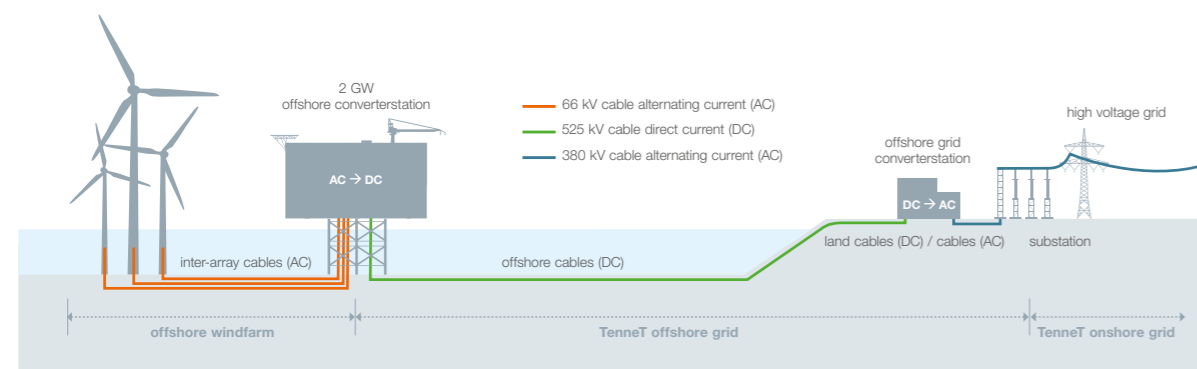 2 GW
offshore converterstation
66 kV cable alternating current (AC)
525 kV cable direct current (DC)
380 kV cable alternating current (AC)
high voltage grid
offshore grid
converterstation
AC → DC
DC → AC
inter-array cables (AC)
offshore cables (DC)
land cables (DC) / cables (AC)
substation
offshore windfarm
TenneT offshore grid
TenneT onshore grid